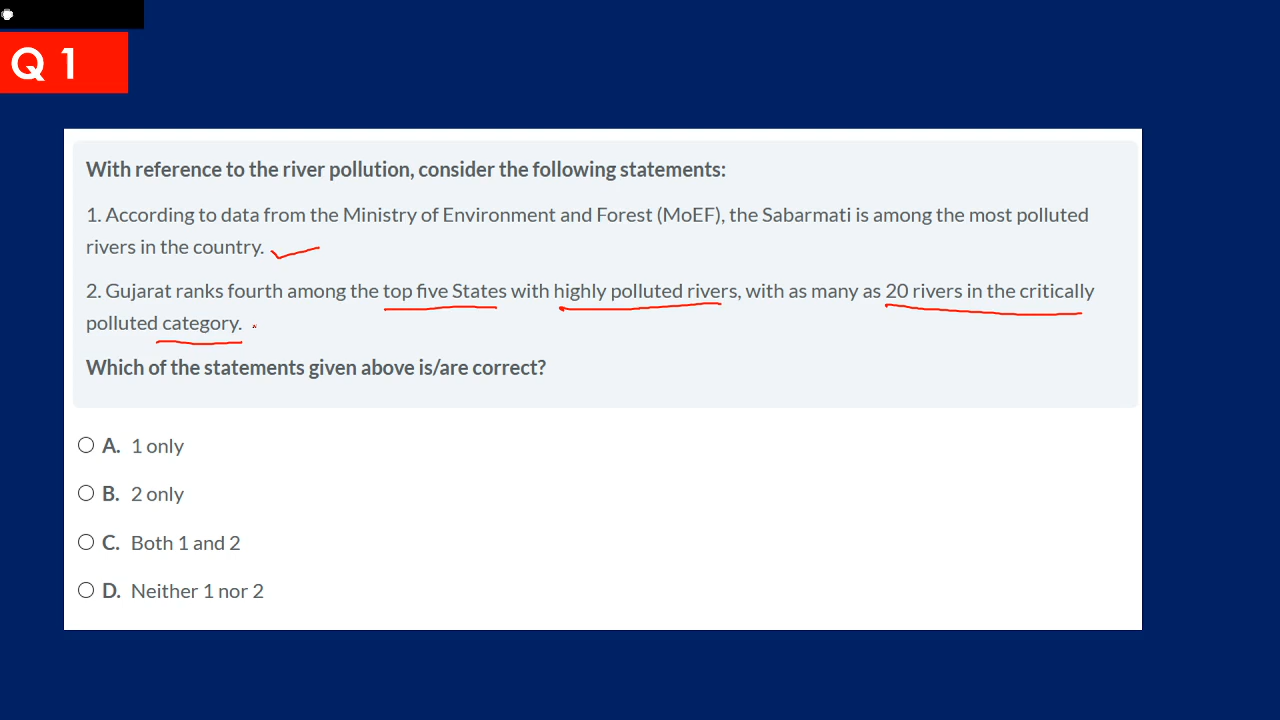 Q 1
With reference to the river pollution, consider the following statements:
1. According to data from the Ministry of Environment and Forest (MoEF), the Sabarmati is among the most polluted
rivers in the country.
2. Gujarat ranks fourth among the top five States with highly polluted rivers, with as many as 20 rivers in the critically
polluted category.
Which of the statements given above is/are correct?
A. 1 only
B. 2 only
C. Both 1 and 2
D. Neither 1 nor 2